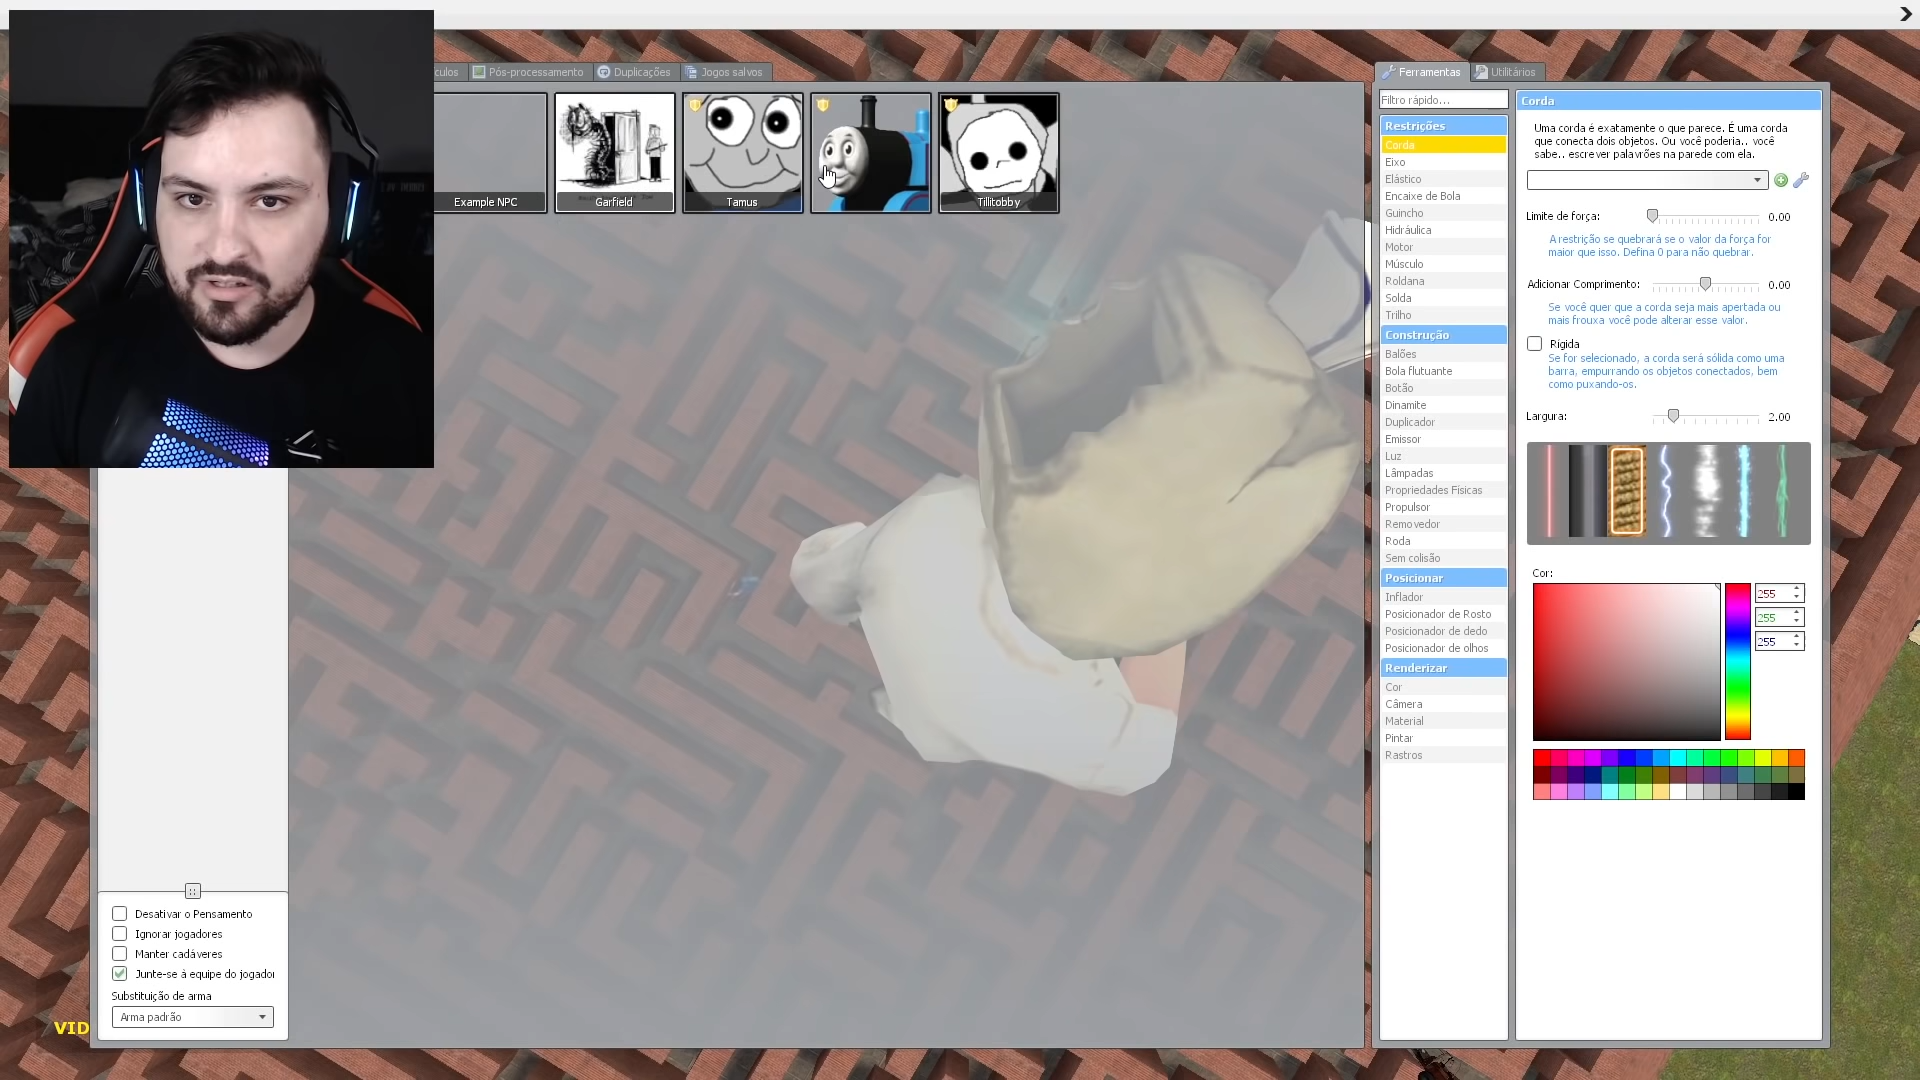 culos
Pós-processamento
Duplicações
Jogos salvos
Example NPC
Garfield
Tamus
Tillitobby
Desativar o Pensamento
Ignorar jogadores
Manter cadáveres
Junte-se à equipe do jogador
Substituição de arma
Arma padrão
VID
Ferramentas
Utilitários
Filtro rápido...
Restrições
Corda
Eixo
Elástico
Encaixe de Bola
Guincho
Hidráulica
Motor
Músculo
Roldana
Solda
Trilho
Construção
Balões
Bola flutuante
Botão
Dinamite
Duplicador
Emissor
Luz
Lâmpadas
Propriedades Físicas
Propulsor
Removedor
Roda
Sem colisão
Posicionar
Inflador
Posicionador de Rosto
Posicionador de dedo
Posicionador de olhos
Renderizar
Cor
Câmera
Material
Pintar
Rastros
Corda
Uma corda é exatamente o que parece. É uma corda
que conecta dois objetos. Ou você poderia.. você
sabe.. escrever palavrões na parede com ela.
Limite de força:
0.00
A restrição se quebrará se o valor da força for
maior que isso. Defina 0 para não quebrar.
Adicionar Comprimento:
0.00
Se você quer que a corda seja mais apertada ou
mais frouxa você pode alterar esse valor.
Rígida
Se for selecionado, a corda será sólida como uma
barra, empurrando os objetos conectados, bem
como puxando-os.
Largura:
2.00
Cor:
255
255
255